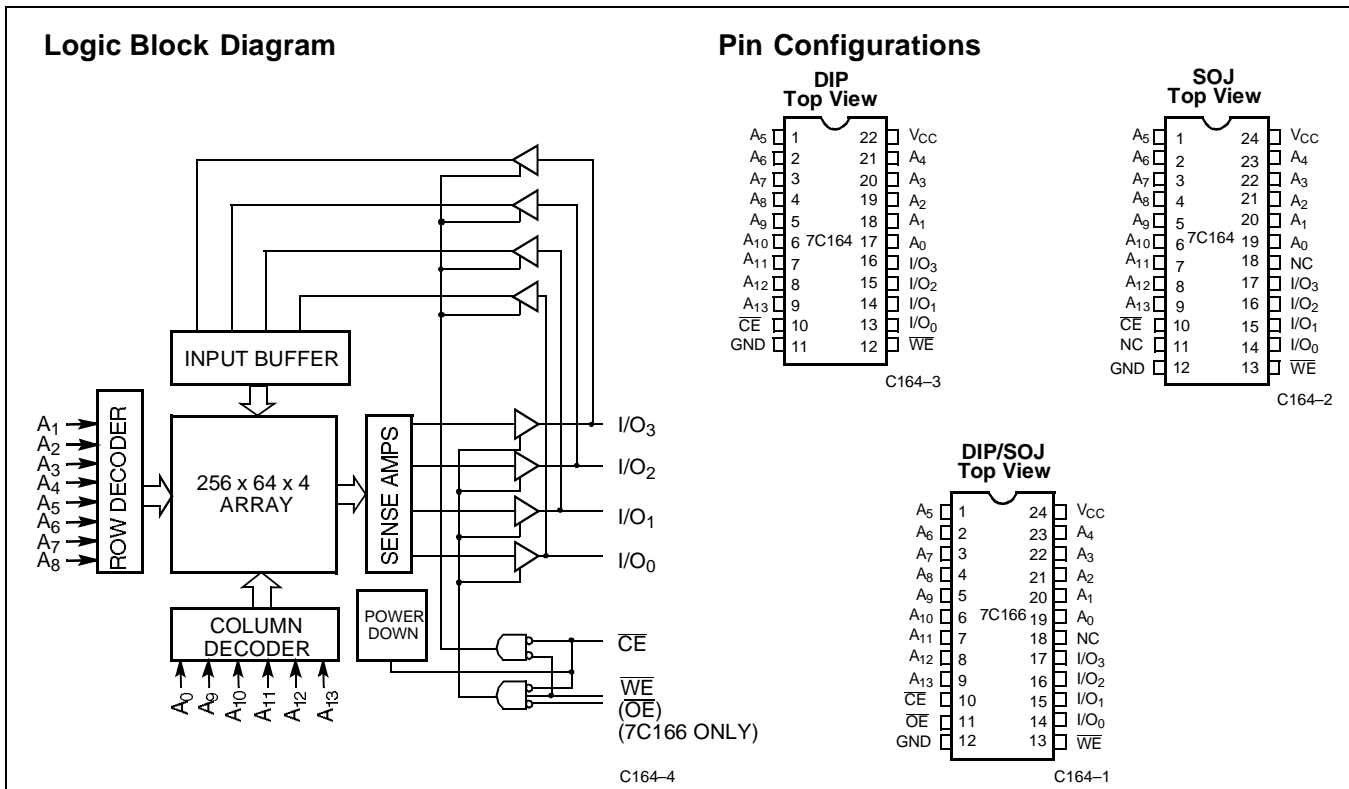 Logic Block Diagram
INPUT BUFFER
A1
A2
A3
A4
A5
A6
A7
A8
ROW DECODER
256 x 64 x 4
ARRAY
SENSE AMPS
I/O3
I/O2
I/O1
I/O0
COLUMN
DECODER
A0 A9 A10 A11 A12 A13
POWER
DOWN
CE
WE
(OE)
(7C166 ONLY)
C164–4
Pin Configurations
DIP
Top View
A5 1 22 VCC
A6 2 21 A4
A7 3 20 A3
A8 4 19 A2
A9 5 18 A1
A10 6 7C164 17 A0
A11 7 16 I/O3
A12 8 15 I/O2
A13 9 14 I/O1
CE 10 13 I/O0
GND 11 12 WE
C164–3
SOJ
Top View
A5 1 24 VCC
A6 2 23 A4
A7 3 22 A3
A8 4 21 A2
A9 5 20 A1
A10 6 7C164 19 A0
A11 7 18 NC
A12 8 17 I/O3
A13 9 16 I/O2
CE 10 15 I/O1
NC 11 14 I/O0
GND 12 13 WE
C164–2
DIP/SOJ
Top View
A5 1 24 VCC
A6 2 23 A4
A7 3 22 A3
A8 4 21 A2
A9 5 20 A1
A10 6 7C166 19 A0
A11 7 18 NC
A12 8 17 I/O3
A13 9 16 I/O2
CE 10 15 I/O1
OE 11 14 I/O0
GND 12 13 WE
C164–1